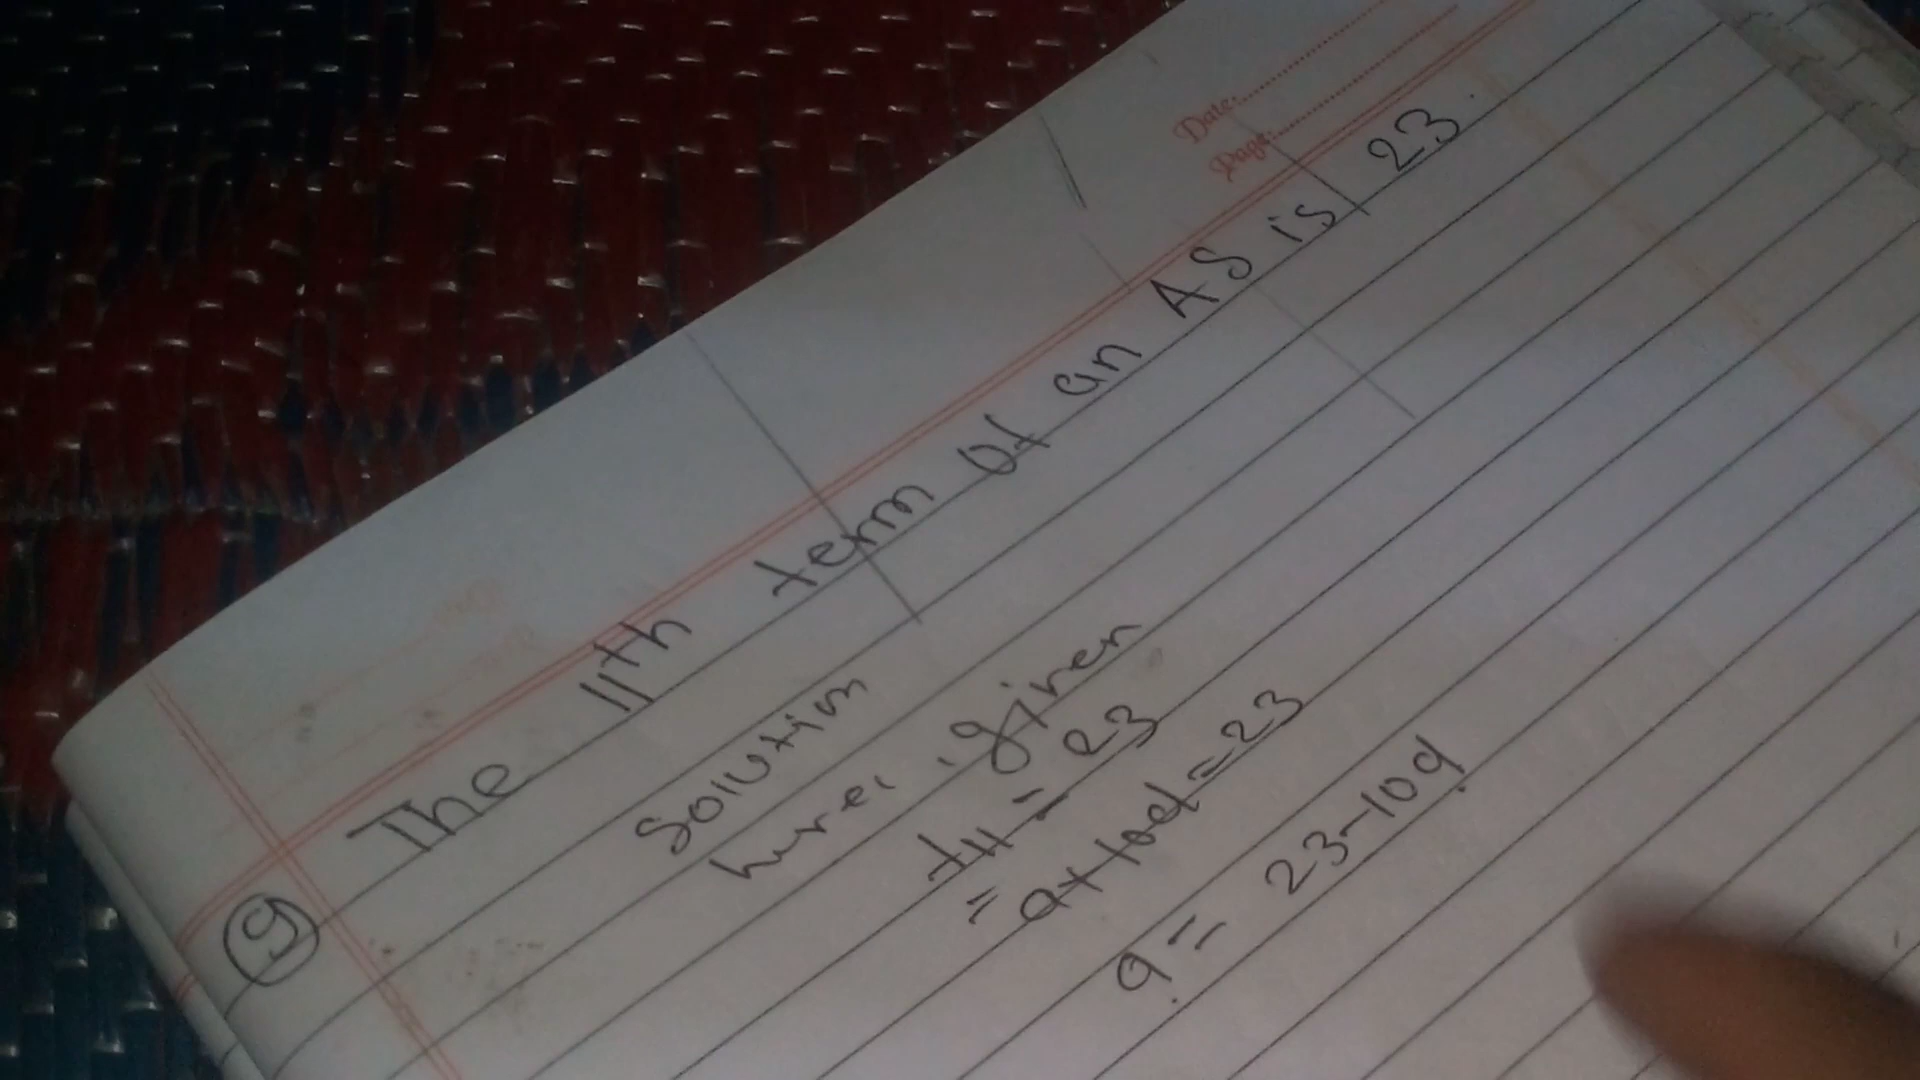 Date:
Page:
9 The 11th term of an AS is 23.
Solution
here, given
t11 = 23
= a+10d = 23
a = 23-10d